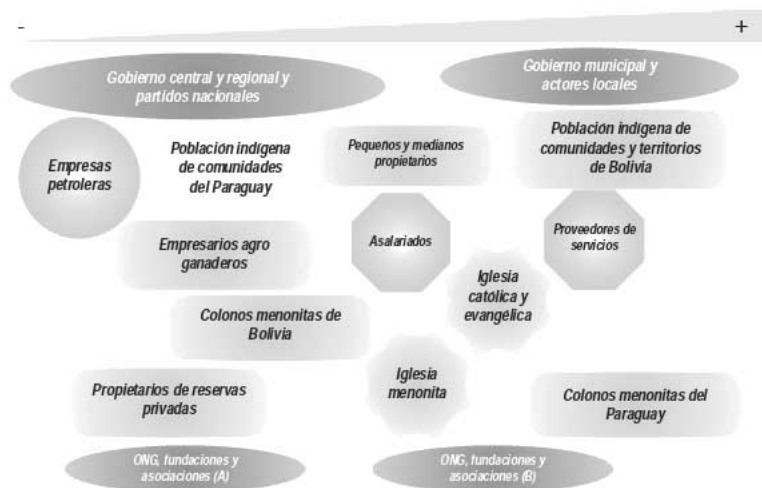 - +
Gobierno central y regional y
partidos nacionales
Gobierno municipal y
actores locales
Empresas
petroleras
Población indígena
de comunidades
del Paraguay
Pequeños y medianos
propietarios
Población indígena de
comunidades y territorios
de Bolivia
Empresarios agro
ganaderos
Asalariados
Proveedores de
servicios
Iglesia
católica y
evangélica
Colonos menonitas de
Bolivia
Iglesia
menonita
Propietarios de reservas
privadas
Colonos menonitas del
Paraguay
ONG, fundaciones y
asociaciones (A)
ONG, fundaciones y
asociaciones (B)